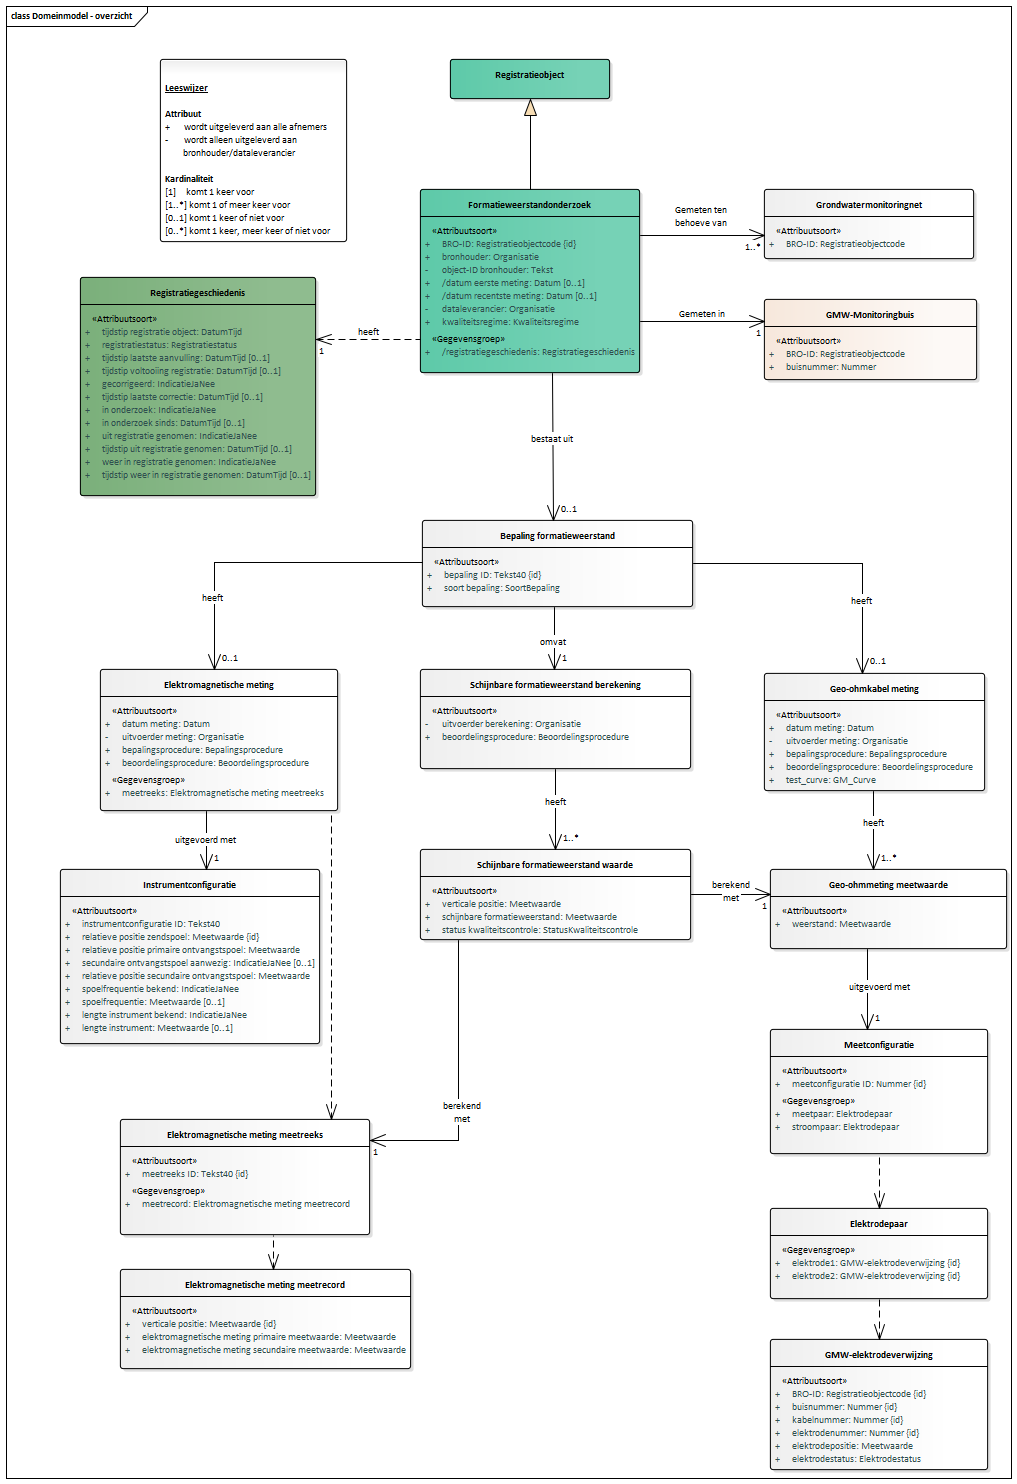 class Domeinmodel - overzicht
Leeswijzer
Attribuut
+ wordt uitgeleverd aan alle afnemers
- wordt alleen uitgeleverd aan
bronhouder/dataleverancier
Kardinaliteit
[1] komt 1 keer voor
[1..*] komt 1 of meer keer voor
[0..1] komt 1 keer of niet voor
[0..*] komt 1 keer, meer keer of niet voor
Registratieobject
Formatieweerstandonderzoek
«Attribuutsoort»
+ BRO-ID: Registratieobjectcode {id}
+ bronhouder: Organisatie
- object-ID bronhouder: Tekst
+ /datum eerste meting: Datum [0..1]
+ /datum recentste meting: Datum [0..1]
- dataleverancier: Organisatie
+ kwaliteitsregime: Kwaliteitsregime
«Gegevensgroep»
+ /registratiegeschiedenis: Registratiegeschiedenis
Gemeten ten
behoeve van
1..*
Grondwatermonitoringnet
«Attribuutsoort»
+ BRO-ID: Registratieobjectcode
Gemeten in
1
GMW-Monitoringbuis
«Attribuutsoort»
+ BRO-ID: Registratieobjectcode
+ buisnummer: Nummer
heeft
1
Registratiegeschiedenis
«Attribuutsoort»
+ tijdstip registratie object: DatumTijd
+ registratiestatus: Registratiestatus
+ tijdstip laatste aanvulling: DatumTijd [0..1]
+ tijdstip voltooiing registratie: DatumTijd [0..1]
+ gecorrigeerd: IndicatieJaNee
+ tijdstip laatste correctie: DatumTijd [0..1]
+ in onderzoek: IndicatieJaNee
+ in onderzoek sinds: DatumTijd [0..1]
+ uit registratie genomen: IndicatieJaNee
+ tijdstip uit registratie genomen: DatumTijd [0..1]
+ weer in registratie genomen: IndicatieJaNee
+ tijdstip weer in registratie genomen: DatumTijd [0..1]
bestaat uit
0..1
Bepaling formatieweerstand
«Attribuutsoort»
+ bepaling ID: Tekst40 {id}
+ soort bepaling: SoortBepaling
heeft
0..1
omvat
1
heeft
0..1
Elektromagnetische meting
«Attribuutsoort»
+ datum meting: Datum
- uitvoerder meting: Organisatie
+ bepalingsprocedure: Bepalingsprocedure
+ beoordelingsprocedure: Beoordelingsprocedure
«Gegevensgroep»
+ meetreeks: Elektromagnetische meting meetreeks
Schijnbare formatieweerstand berekening
«Attribuutsoort»
- uitvoerder berekening: Organisatie
+ beoordelingsprocedure: Beoordelingsprocedure
Geo-ohmkabel meting
«Attribuutsoort»
+ datum meting: Datum
- uitvoerder meting: Organisatie
+ bepalingsprocedure: Bepalingsprocedure
+ beoordelingsprocedure: Beoordelingsprocedure
+ test_curve: GM_Curve
uitgevoerd met
1
heeft
1..*
heeft
1..*
Instrumentconfiguratie
«Attribuutsoort»
+ instrumentconfiguratie ID: Tekst40
+ relatieve positie zendspoel: Meetwaarde {id}
+ relatieve positie primaire ontvangstspoel: Meetwaarde
+ secundaire ontvangstspoel aanwezig: IndicatieJaNee [0..1]
+ relatieve positie secundaire ontvangstspoel: Meetwaarde
+ spoelfrequentie bekend: IndicatieJaNee
+ spoelfrequentie: Meetwaarde [0..1]
+ lengte instrument bekend: IndicatieJaNee
+ lengte instrument: Meetwaarde [0..1]
Schijnbare formatieweerstand waarde
«Attribuutsoort»
+ verticale positie: Meetwaarde
+ schijnbare formatieweerstand: Meetwaarde
+ status kwaliteitscontrole: StatusKwaliteitscontrole
berekend
met
1
Geo-ohmmeting meetwaarde
«Attribuutsoort»
+ weerstand: Meetwaarde
uitgevoerd met
1
Meetconfiguratie
«Attribuutsoort»
+ meetconfiguratie ID: Nummer {id}
«Gegevensgroep»
+ meetpaar: Elektrodepaar
+ stroompaar: Elektrodepaar
berekend
met
1
Elektromagnetische meting meetreeks
«Attribuutsoort»
+ meetreeks ID: Tekst40 {id}
«Gegevensgroep»
+ meetrecord: Elektromagnetische meting meetrecord
Elektrodepaar
«Gegevensgroep»
+ elektrode1: GMW-elektrodeverwijzing {id}
+ elektrode2: GMW-elektrodeverwijzing {id}
Elektromagnetische meting meetrecord
«Attribuutsoort»
+ verticale positie: Meetwaarde {id}
+ elektromagnetische meting primaire meetwaarde: Meetwaarde
+ elektromagnetische meting secundaire meetwaarde: Meetwaarde
GMW-elektrodeverwijzing
«Attribuutsoort»
+ BRO-ID: Registratieobjectcode {id}
+ buisnummer: Nummer {id}
+ kabelnummer: Nummer {id}
+ elektrodenummer: Nummer {id}
+ elektrodepositie: Meetwaarde
+ elektrodestatus: Elektrodestatus